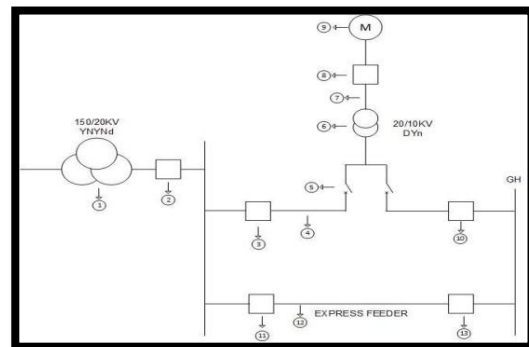 9
M
8
7
150/20KV
YNYNd
6
20/10KV
DYn
5
GH
1
2
3
4
10
EXPRESS FEEDER
11
12
13